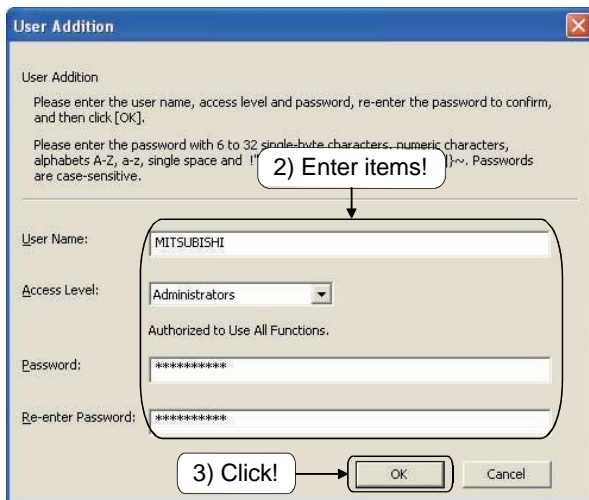 User Addition
User Addition
Please enter the user name, access level and password, re-enter the password to confirm,
and then click [OK].
Please enter the password with 6 to 32 single-byte characters, numeric characters,
alphabets A-Z, a-z, single space and !" }~. Passwords
are case-sensitive.
2) Enter items!
User Name: MITSUBISHI
Access Level: Administrators
Authorized to Use All Functions.
Password: **********
Re-enter Password: **********
3) Click! OK Cancel